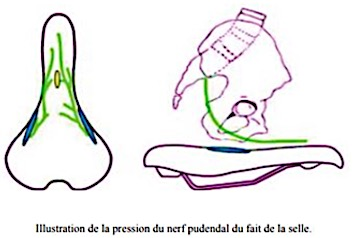 Illustration de la pression du nerf pudendal du fait de la selle.